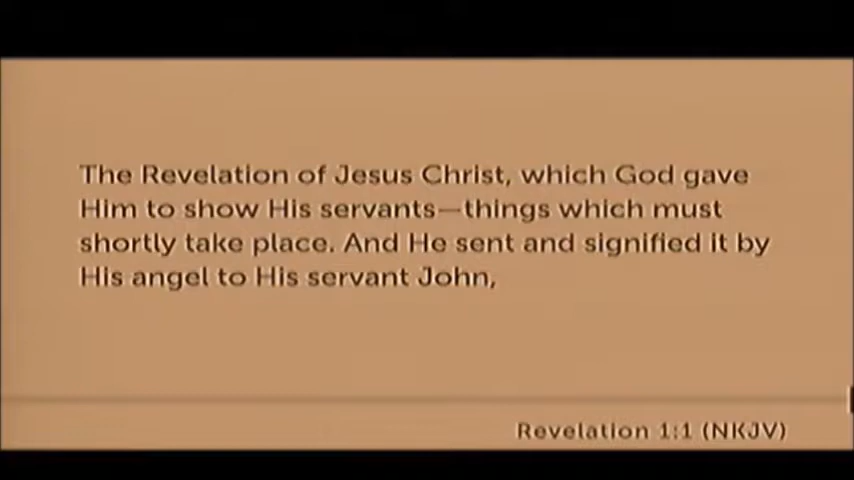 The Revelation of Jesus Christ, which God gave
Him to show His servants—things which must
shortly take place. And He sent and signified it by
His angel to His servant John,
Revelation 1:1 (NKJV)